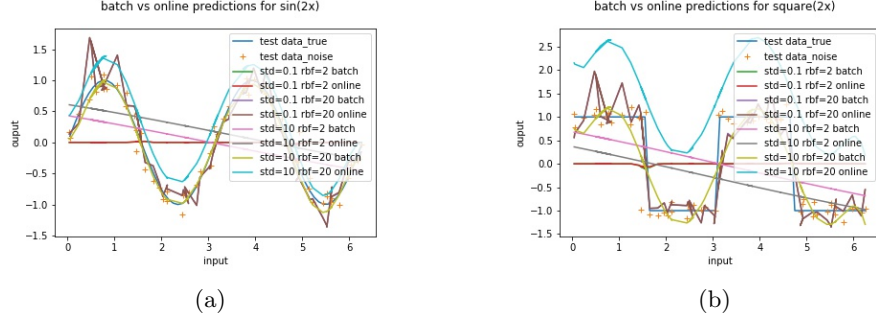 batch vs online predictions for sin(2x)
1.5
1.0
0.5
0.0
−0.5
−1.0
−1.5
ouput
0
1
2
3
4
5
6
input
test data_true
test data_noise
std=0.1 rbf=2 batch
std=0.1 rbf=2 online
std=0.1 rbf=20 batch
std=0.1 rbf=20 online
std=10 rbf=2 batch
std=10 rbf=2 online
std=10 rbf=20 batch
std=10 rbf=20 online
(a)
batch vs online predictions for square(2x)
2.5
2.0
1.5
1.0
0.5
0.0
−0.5
−1.0
−1.5
ouput
0
1
2
3
4
5
6
input
test data_true
test data_noise
std=0.1 rbf=2 batch
std=0.1 rbf=2 online
std=0.1 rbf=20 batch
std=0.1 rbf=20 online
std=10 rbf=2 batch
std=10 rbf=2 online
std=10 rbf=20 batch
std=10 rbf=20 online
(b)